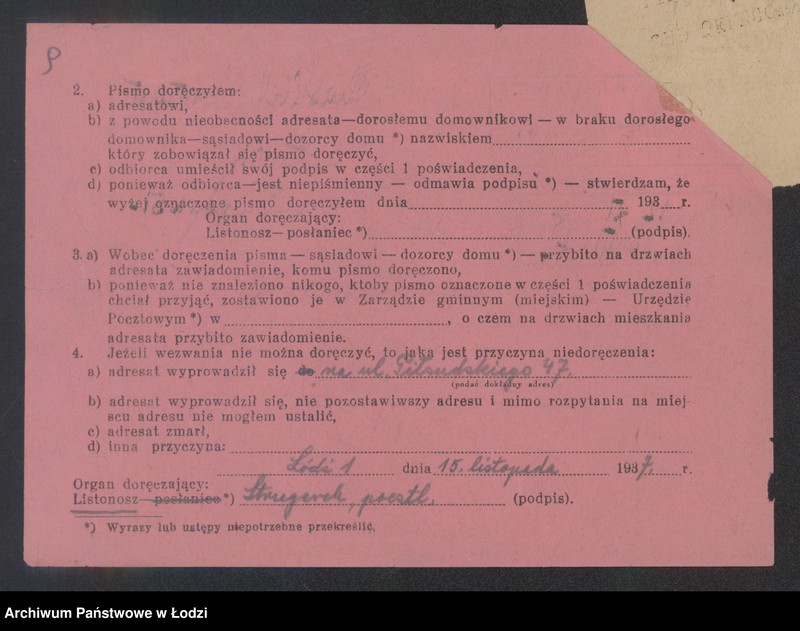 9
2. Pismo doręczyłem:
a) adresatowi,
b) z powodu nieobecności adresata—dorosłemu domownikowi — w braku dorosłego
domownika—sąsiadowi—dozorcy domu *) nazwiskiem
który zobowiązał się pismo doręczyć,
c) odbiorca umieścił swój podpis w części 1 poświadczenia,
d) ponieważ odbiorca—jest niepiśmienny — odmawia podpisu *) — stwierdzam, że
wyżej oznaczone pismo doręczyłem dnia 193 r.
Organ doręczający:
Listonosz—posłaniec *) (podpis).
3. a) Wobec doręczenia pisma — sąsiadowi — dozorcy domu *) — przybito na drzwiach
adresata zawiadomienie, komu pismo doręczono,
b) ponieważ nie znaleziono nikogo, ktoby pismo oznaczone w części 1 poświadczenia
chciał przyjąć, zostawiono je w Zarządzie gminnym (miejskim) — Urzędzie
Pocztowym *) w , o czem na drzwiach mieszkania
adresata przybito zawiadomienie.
4. Jeżeli wezwania nie można doręczyć, to jaka jest przyczyna niedoręczenia:
a) adresat wyprowadził się do na ul. Piłsudskiego 47.
(podać dokładny adres)
b) adresat wyprowadził się, nie pozostawiwszy adresu i mimo rozpytania na miej-
scu adresu nie mogłem ustalić,
c) adresat zmarł,
d) inna przyczyna:
Łódź 1 dnia 15. listopada 1937. r.
Organ doręczający:
Listonosz—posłaniec *) (podpis).
*) Wyrazy lub ustępy niepotrzebne przekreślić.
Archiwum Państwowe w Łodzi